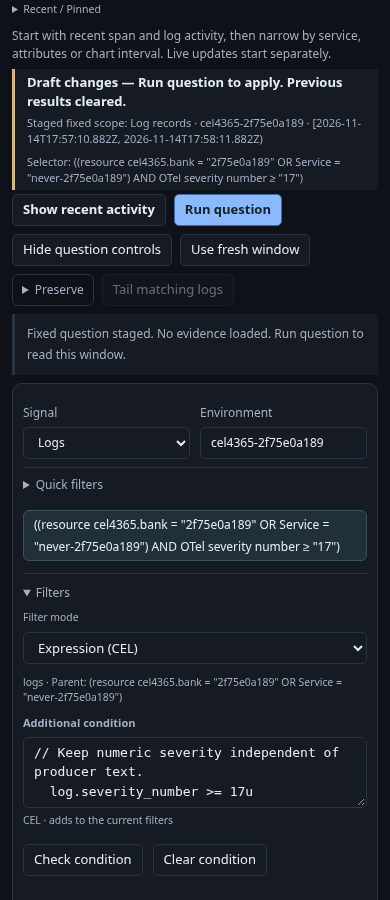 ▶ Recent / Pinned
Start with recent span and log activity, then narrow by service,
attributes or chart interval. Live updates start separately.
Draft changes — Run question to apply. Previous
results cleared.
Staged fixed scope: Log records · cel4365-2f75e0a189 · [2026-11-
14T17:57:10.882Z, 2026-11-14T17:58:11.882Z)
Selector: ((resource cel4365.bank = "2f75e0a189" OR Service =
"never-2f75e0a189") AND OTel severity number ≥ "17")
Show recent activity
Run question
Hide question controls
Use fresh window
▶ Preserve
Tail matching logs
Fixed question staged. No evidence loaded. Run question to
read this window.
Signal
Environment
Logs
cel4365-2f75e0a189
▶ Quick filters
((resource cel4365.bank = "2f75e0a189" OR Service =
"never-2f75e0a189") AND OTel severity number ≥ "17")
▼ Filters
Filter mode
Expression (CEL)
logs · Parent: (resource cel4365.bank = "2f75e0a189" OR Service =
"never-2f75e0a189")
Additional condition
// Keep numeric severity independent of
producer text.
log.severity_number >= 17u
CEL · adds to the current filters
Check condition
Clear condition